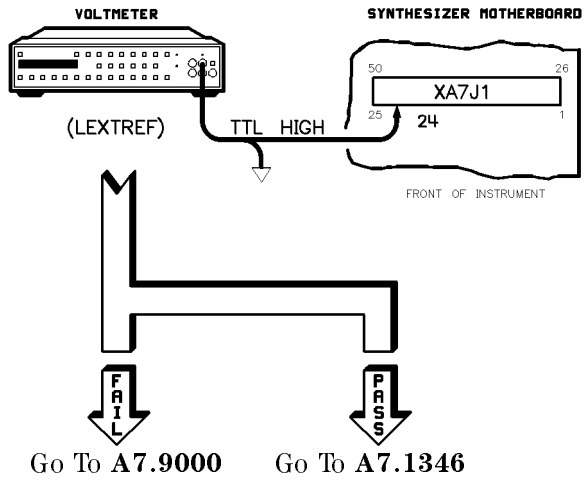 VOLTMETER
SYNTHESIZER MOTHERBOARD
50
26
XA7J1
25
24
1
(LEXTREF)
TTL HIGH
FRONT OF INSTRUMENT
FAIL
PASS
Go To A7.9000
Go To A7.1346